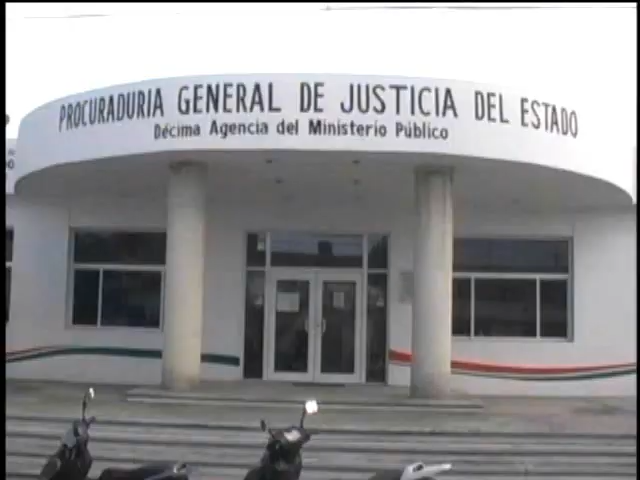 PROCURADURIA GENERAL DE JUSTICIA DEL ESTADO
Décima Agencia del Ministerio Público